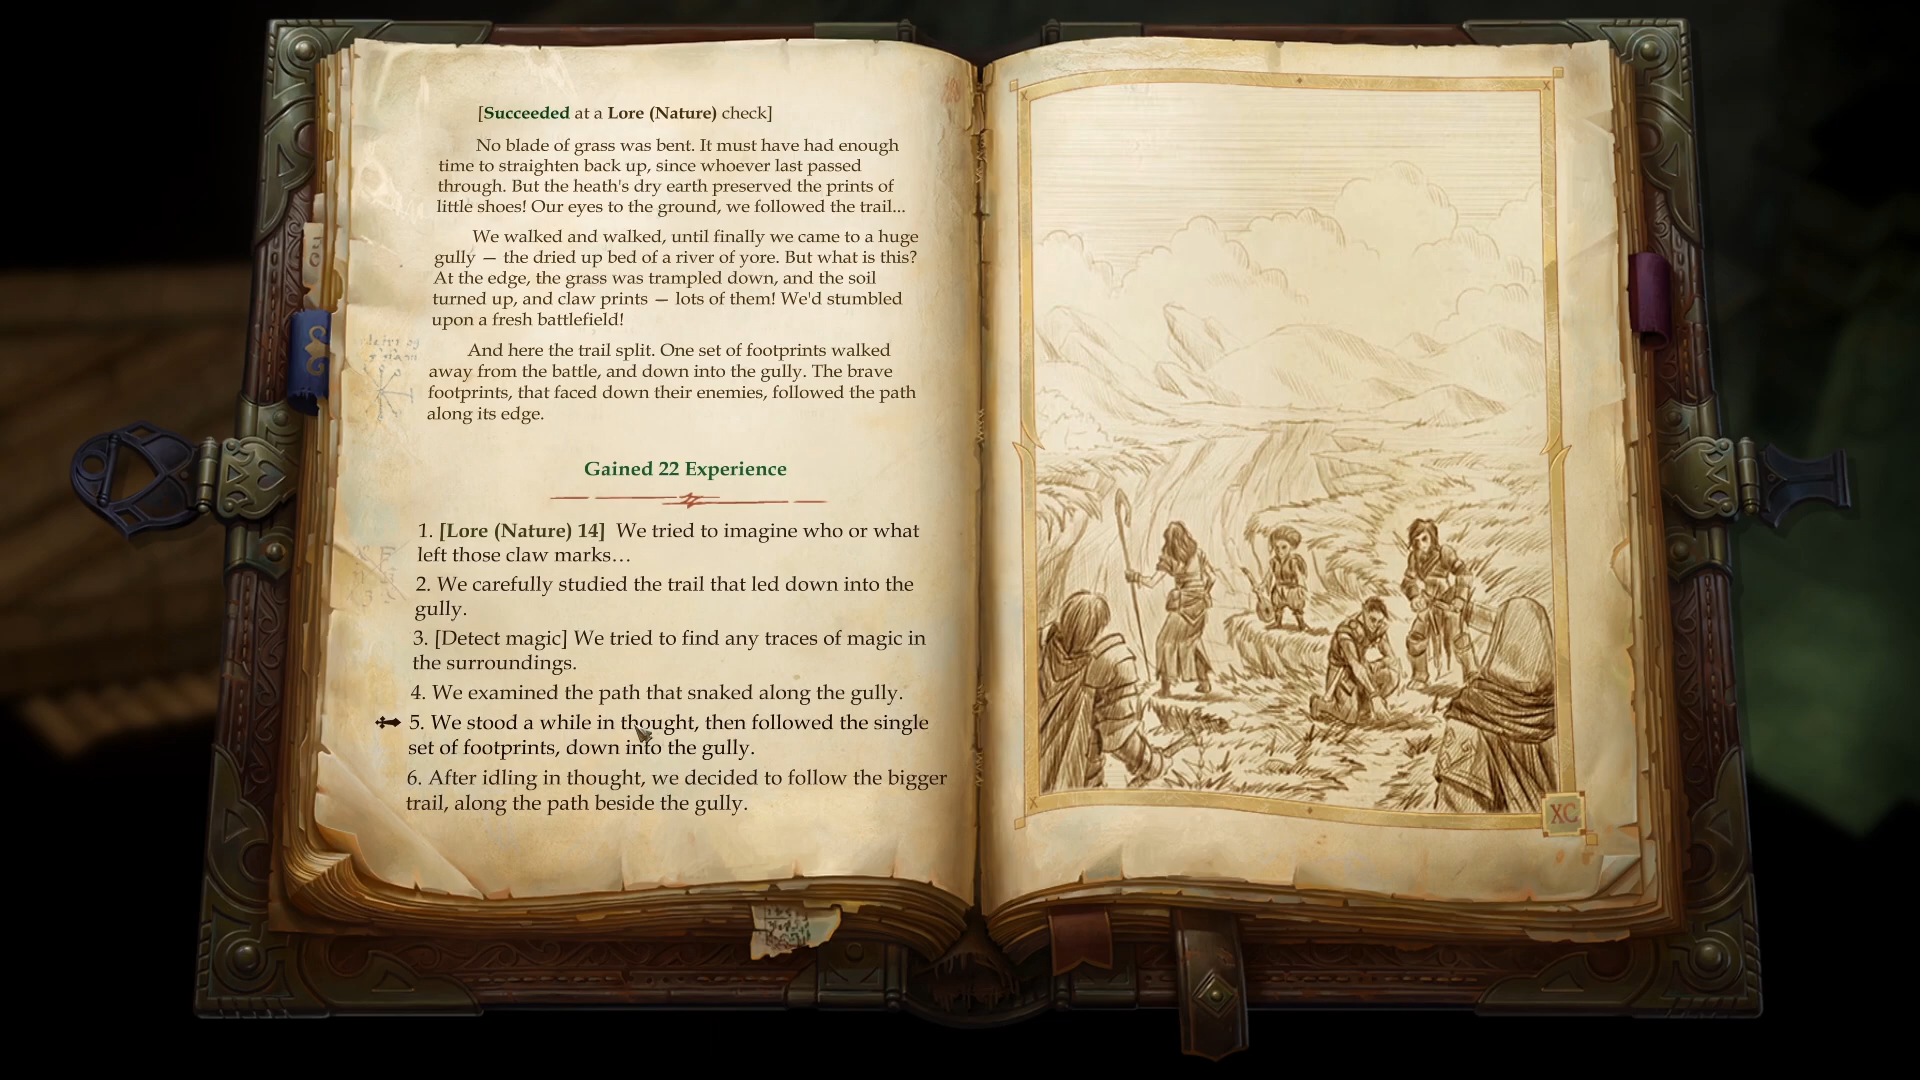 [Succeeded at a Lore (Nature) check]
No blade of grass was bent. It must have had enough
time to straighten back up, since whoever last passed
through. But the heath's dry earth preserved the prints of
little shoes! Our eyes to the ground, we followed the trail...
We walked and walked, until finally we came to a huge
gully — the dried up bed of a river of yore. But what is this?
At the edge, the grass was trampled down, and the soil
turned up, and claw prints — lots of them! We'd stumbled
upon a fresh battlefield!
And here the trail split. One set of footprints walked
away from the battle, and down into the gully. The brave
footprints, that faced down their enemies, followed the path
along its edge.
Gained 22 Experience
1. [Lore (Nature) 14] We tried to imagine who or what
left those claw marks…
2. We carefully studied the trail that led down into the
gully.
3. [Detect magic] We tried to find any traces of magic in
the surroundings.
4. We examined the path that snaked along the gully.
5. We stood a while in thought, then followed the single
set of footprints, down into the gully.
6. After idling in thought, we decided to follow the bigger
trail, along the path beside the gully.
XC